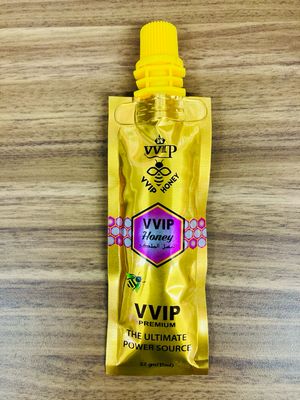 VVIP
VVIP HONEY
VVIP
Honey
VVIP
PREMIUM
THE ULTIMATE
POWER SOURCE